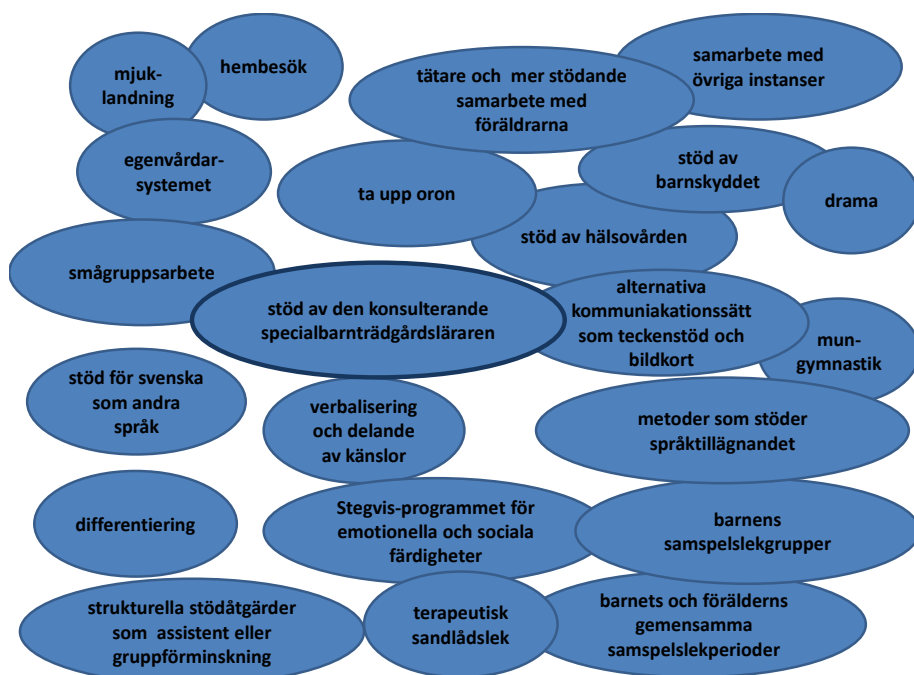 mjuk-
landning
hembesök
tätare och mer stödande
samarbete med
föräldrarna
samarbete med
övriga instanser
egenvårdar-
systemet
ta upp oron
stöd av
barnskyddet
drama
stöd av hälsovården
smågruppsarbete
stöd av den konsulterande
specialbarnträdgårdsläraren
alternativa
kommuniakationssätt
som teckenstöd och
bildkort
mun-
gymnastik
stöd för svenska
som andra
språk
verbalisering
och delande
av känslor
metoder som stöder
språktillägnandet
differentiering
Stegvis-programmet för
emotionella och sociala
färdigheter
barnens
samspelslekgrupper
strukturella stödåtgärder
som assistent eller
gruppförminskning
terapeutisk
sandlådslek
barnets och förälderns
gemensamma
samspelslekperioder